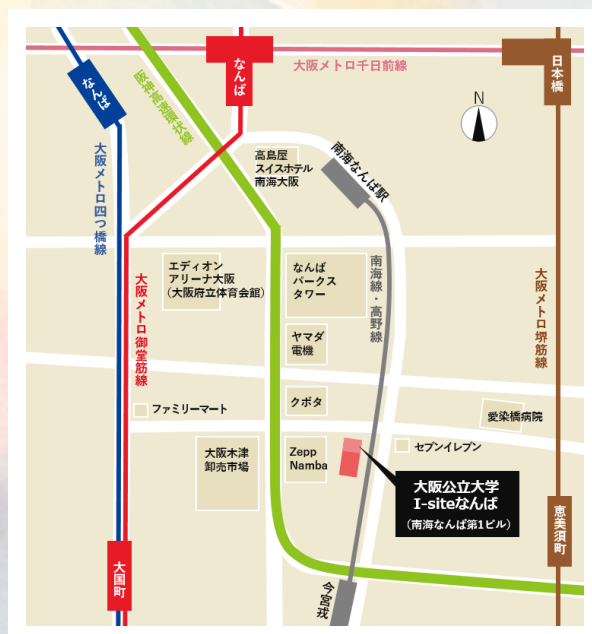 なんば
なんば
大阪メトロ千日前線
日本橋
阪神高速環状線
N
大阪メトロ四つ橋線
高島屋
スイスホテル
南海大阪
南海なんば駅
エディオン
アリーナ大阪
（大阪府立体育会館）
なんば
パークス
タワー
南海線・高野線
大阪メトロ堺筋線
大阪メトロ御堂筋線
ヤマダ
電機
ファミリーマート
クボタ
愛染橋病院
大阪木津
卸売市場
Zepp
Namba
セブンイレブン
大阪公立大学
I-siteなんば
（南海なんば第1ビル）
恵美須町
大国町
今宮戎